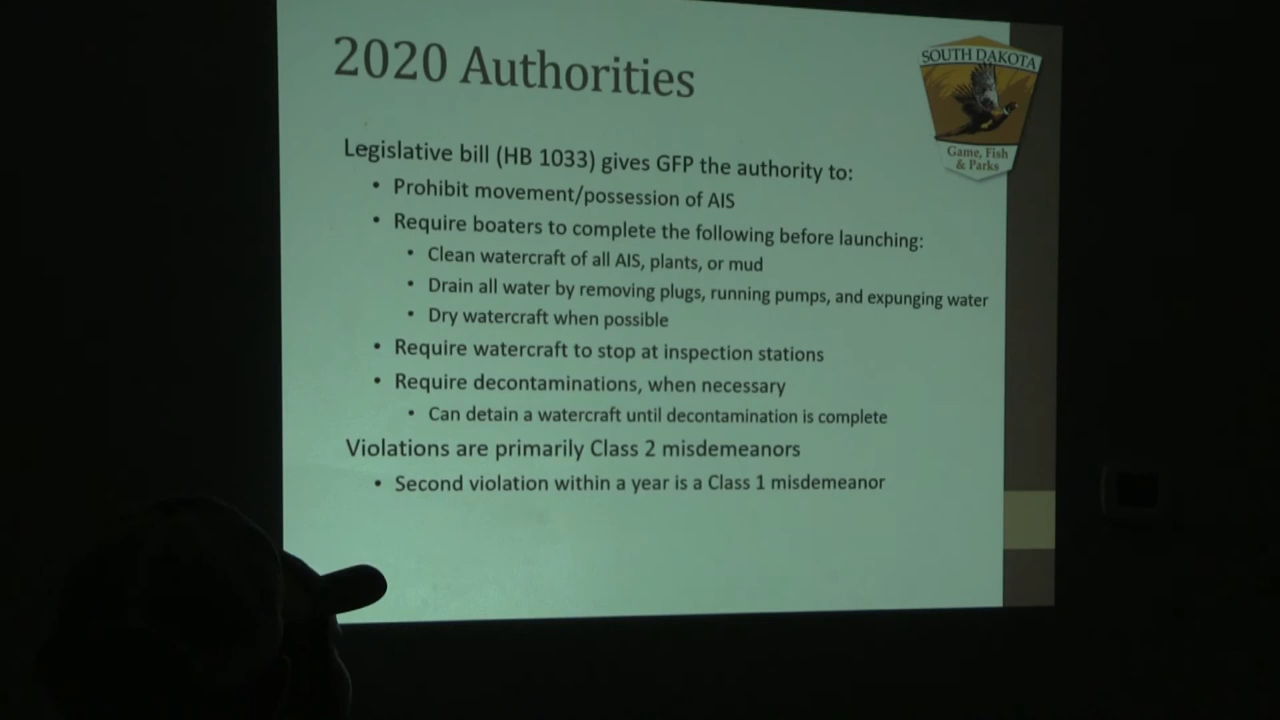 2020 Authorities
SOUTH DAKOTA
Game, Fish
& Parks
Legislative bill (HB 1033) gives GFP the authority to:
• Prohibit movement/possession of AIS
• Require boaters to complete the following before launching:
• Clean watercraft of all AIS, plants, or mud
• Drain all water by removing plugs, running pumps, and expunging water
• Dry watercraft when possible
• Require watercraft to stop at inspection stations
• Require decontaminations, when necessary
• Can detain a watercraft until decontamination is complete
Violations are primarily Class 2 misdemeanors
• Second violation within a year is a Class 1 misdemeanor